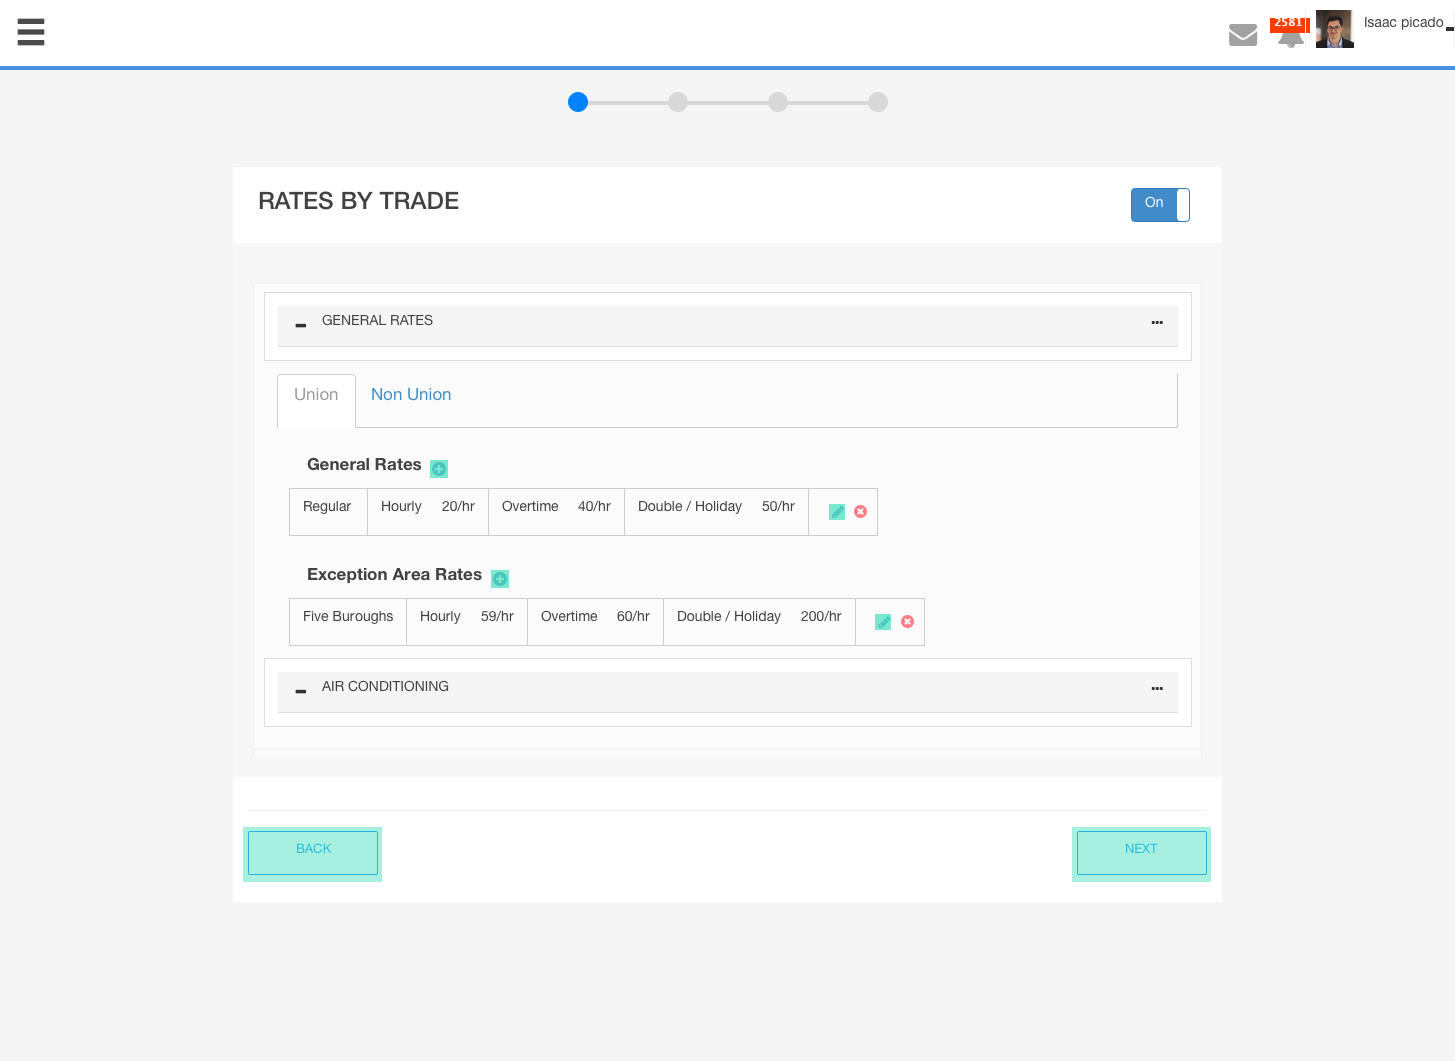 2581 Isaac picado
RATES BY TRADE
On
GENERAL RATES
Union Non Union
General Rates
Regular Hourly 20/hr Overtime 40/hr Double / Holiday 50/hr
Exception Area Rates
Five Buroughs Hourly 59/hr Overtime 60/hr Double / Holiday 200/hr
AIR CONDITIONING
BACK NEXT